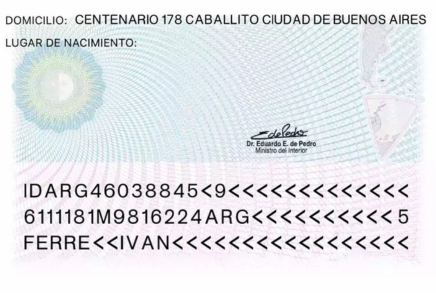 DOMICILIO: CENTENARIO 178 CABALLITO CIUDAD DE BUENOS AIRES
LUGAR DE NACIMIENTO:
EdePedro
Dr. Eduardo E. de Pedro
Ministro del Interior
IDARG46038845<9<<<<<<<<<<<<<<<
6111181M9816224ARG<<<<<<<<<<<5
FERRE<<IVAN<<<<<<<<<<<<<<<<<<<